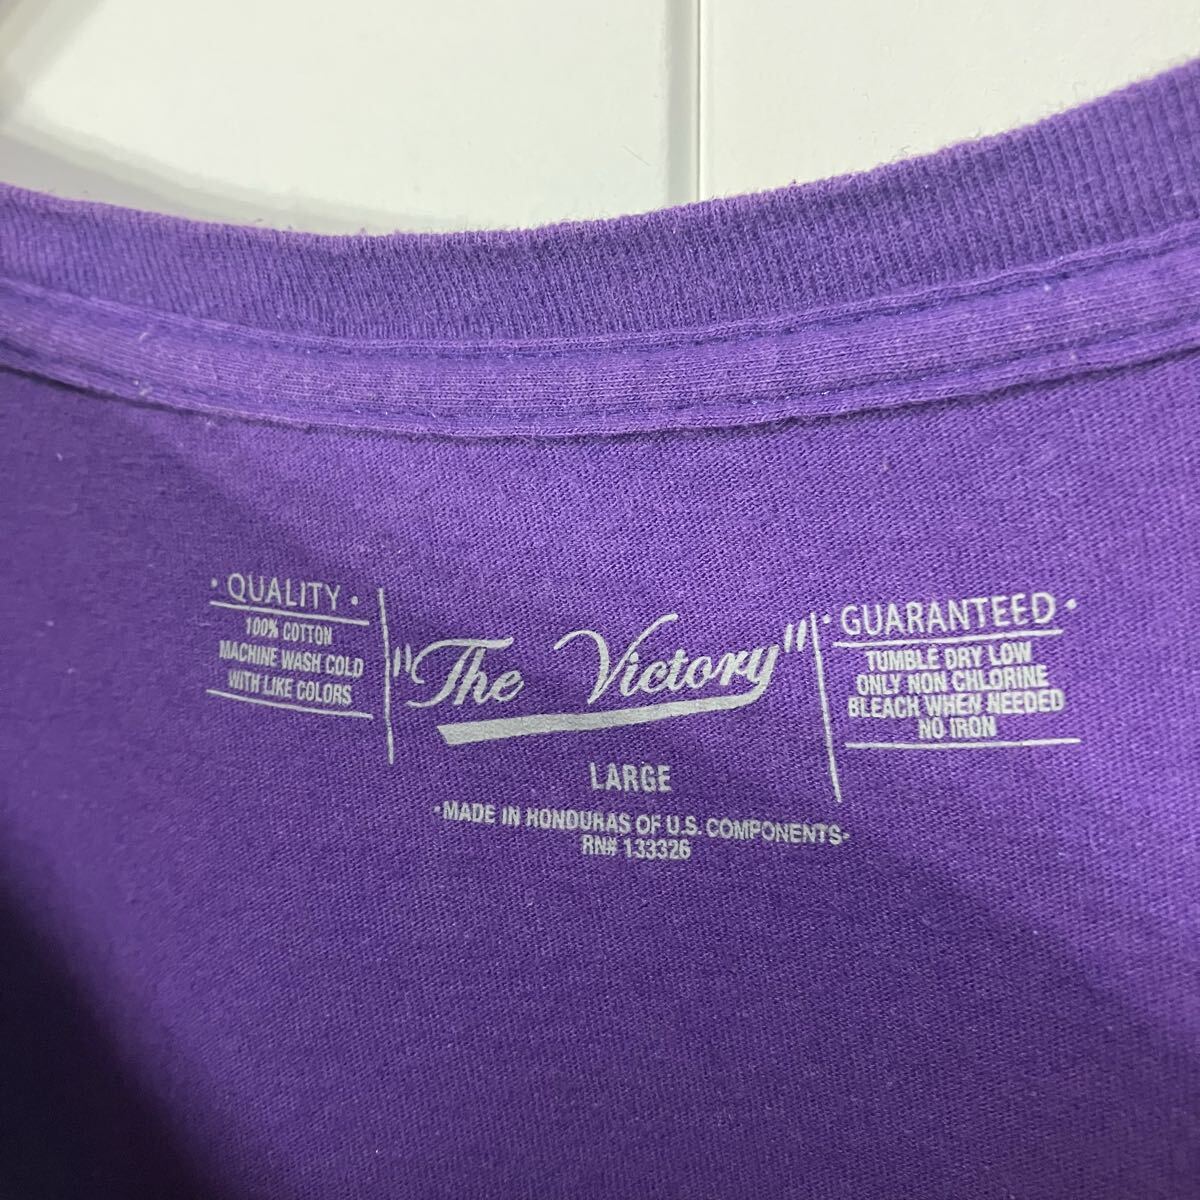 · QUALITY ·
100% COTTON
MACHINE WASH COLD
WITH LIKE COLORS
"The Victory"
· GUARANTEED ·
TUMBLE DRY LOW
ONLY NON CHLORINE
BLEACH WHEN NEEDED
NO IRON
LARGE
·MADE IN HONDURAS OF U.S. COMPONENTS·
RN# 133326